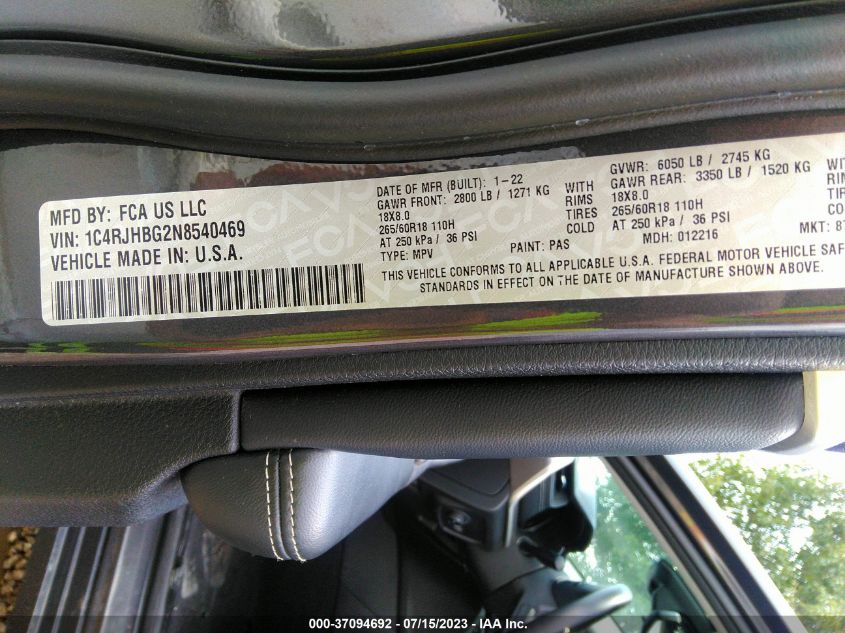 MFD BY: FCA US LLC
VIN: 1C4RJHBG2N8540469
VEHICLE MADE IN: U.S.A.
DATE OF MFR (BUILT): 1-22
GAWR FRONT: 2800 LB / 1271 KG
18X8.0
265/60R18 110H
AT 250 kPa / 36 PSI
TYPE: MPV
PAINT: PAS
WITH
RIMS
TIRES
COLD
GVWR: 6050 LB / 2745 KG
GAWR REAR: 3350 LB / 1520 KG
18X8.0
265/60R18 110H
AT 250 kPa / 36 PSI
MDH: 012216
WITH
RIMS
TIRES
COLD
MKT:
THIS VEHICLE CONFORMS TO ALL APPLICABLE U.S.A. FEDERAL MOTOR VEHICLE
STANDARDS IN EFFECT ON THE DATE OF MANUFACTURE SHOWN ABOVE.
000-37094692 - 07/15/2023 - IAA Inc.